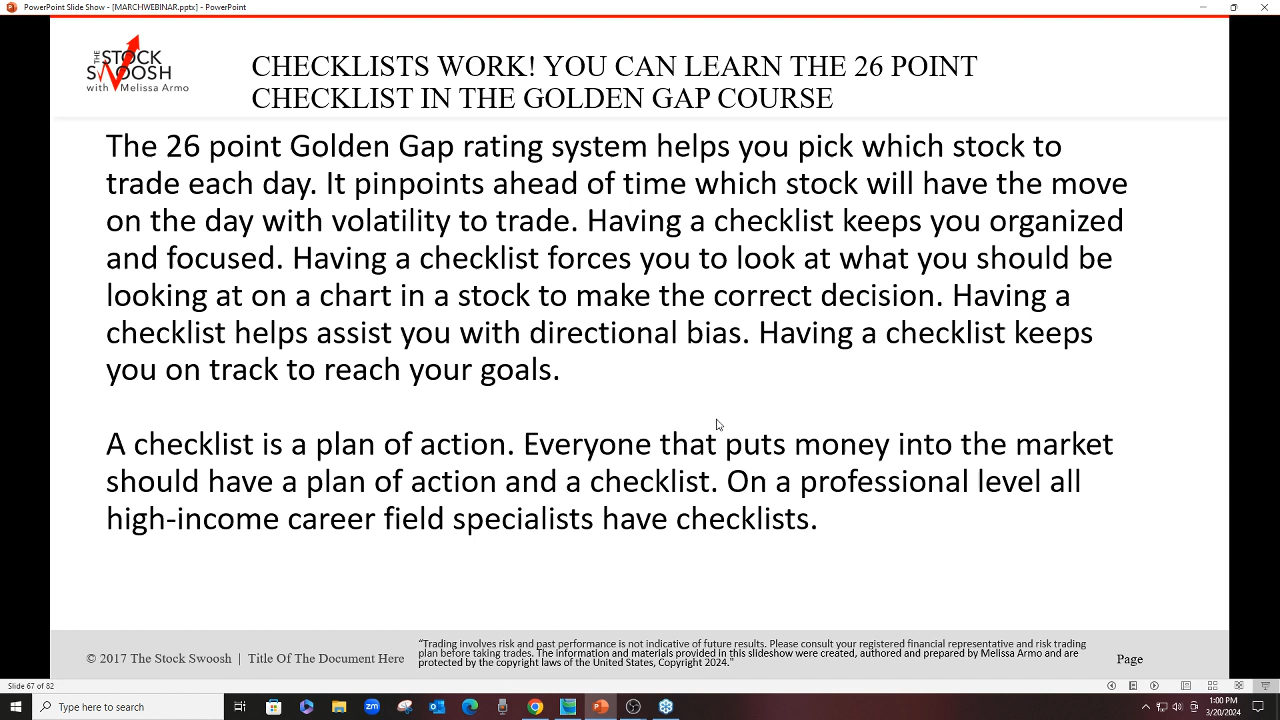 PowerPoint Slide Show - [MARCHWEBINAR.pptx] - PowerPoint
THE
STOCK
SWOOSH
with Melissa Armo
CHECKLISTS WORK! YOU CAN LEARN THE 26 POINT
CHECKLIST IN THE GOLDEN GAP COURSE
The 26 point Golden Gap rating system helps you pick which stock to
trade each day. It pinpoints ahead of time which stock will have the move
on the day with volatility to trade. Having a checklist keeps you organized
and focused. Having a checklist forces you to look at what you should be
looking at on a chart in a stock to make the correct decision. Having a
checklist helps assist you with directional bias. Having a checklist keeps
you on track to reach your goals.
A checklist is a plan of action. Everyone that puts money into the market
should have a plan of action and a checklist. On a professional level all
high-income career field specialists have checklists.
© 2017 The Stock Swoosh | Title Of The Document Here
"Trading involves risk and past performance is not indicative of future results. Please consult your registered financial representative and risk trading
plan before taking trades. The information and materials provided in this slideshow were created, authored and prepared by Melissa Armo and are
protected by the copyright laws of the United States, Copyright 2024."
Page
Slide 67 of 82
Type here to search
zm
1:00 PM
3/20/2024